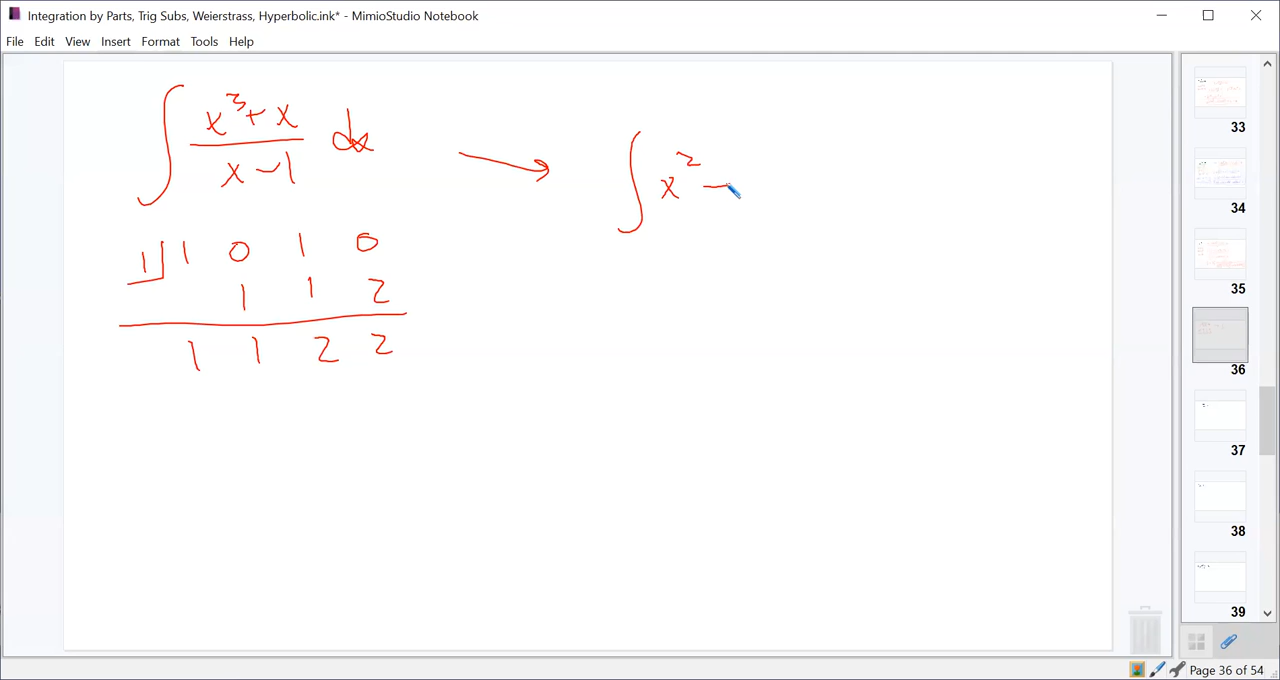 Integration by Parts, Trig Subs, Weierstrass, Hyperbolic.ink* - MimioStudio Notebook
File Edit View Insert Format Tools Help
∫ (x³ + x)/(x − 1) dx → ∫ x² −
1| 1 0 1 0
1 1 2
1 1 2 2
33
34
35
36
37
38
39
Page 36 of 54